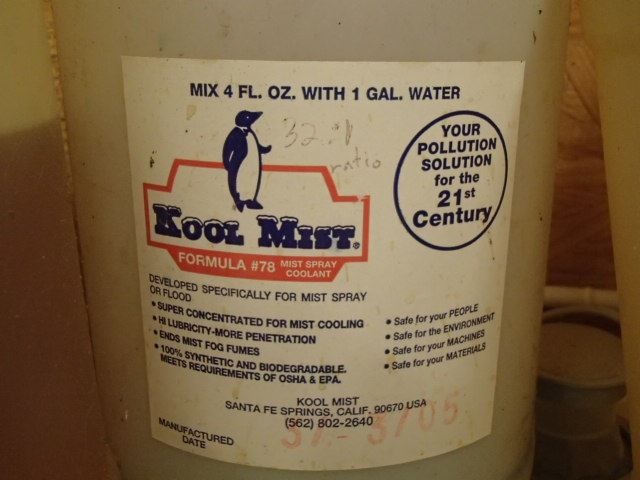 MIX 4 FL. OZ. WITH 1 GAL. WATER
32:1
ratio
YOUR
POLLUTION
SOLUTION
for the
21st
Century
KOOL MIST®
FORMULA #78 MIST SPRAY
COOLANT
DEVELOPED SPECIFICALLY FOR MIST SPRAY
OR FLOOD
• SUPER CONCENTRATED FOR MIST COOLING
• HI LUBRICITY-MORE PENETRATION
• ENDS MIST FOG FUMES
• 100% SYNTHETIC AND BIODEGRADABLE.
MEETS REQUIREMENTS OF OSHA & EPA.
• Safe for your PEOPLE
• Safe for the ENVIRONMENT
• Safe for your MACHINES
• Safe for your MATERIALS
KOOL MIST
SANTA FE SPRINGS, CALIF. 90670 USA
(562) 802-2640
MANUFACTURED
DATE
37-3705